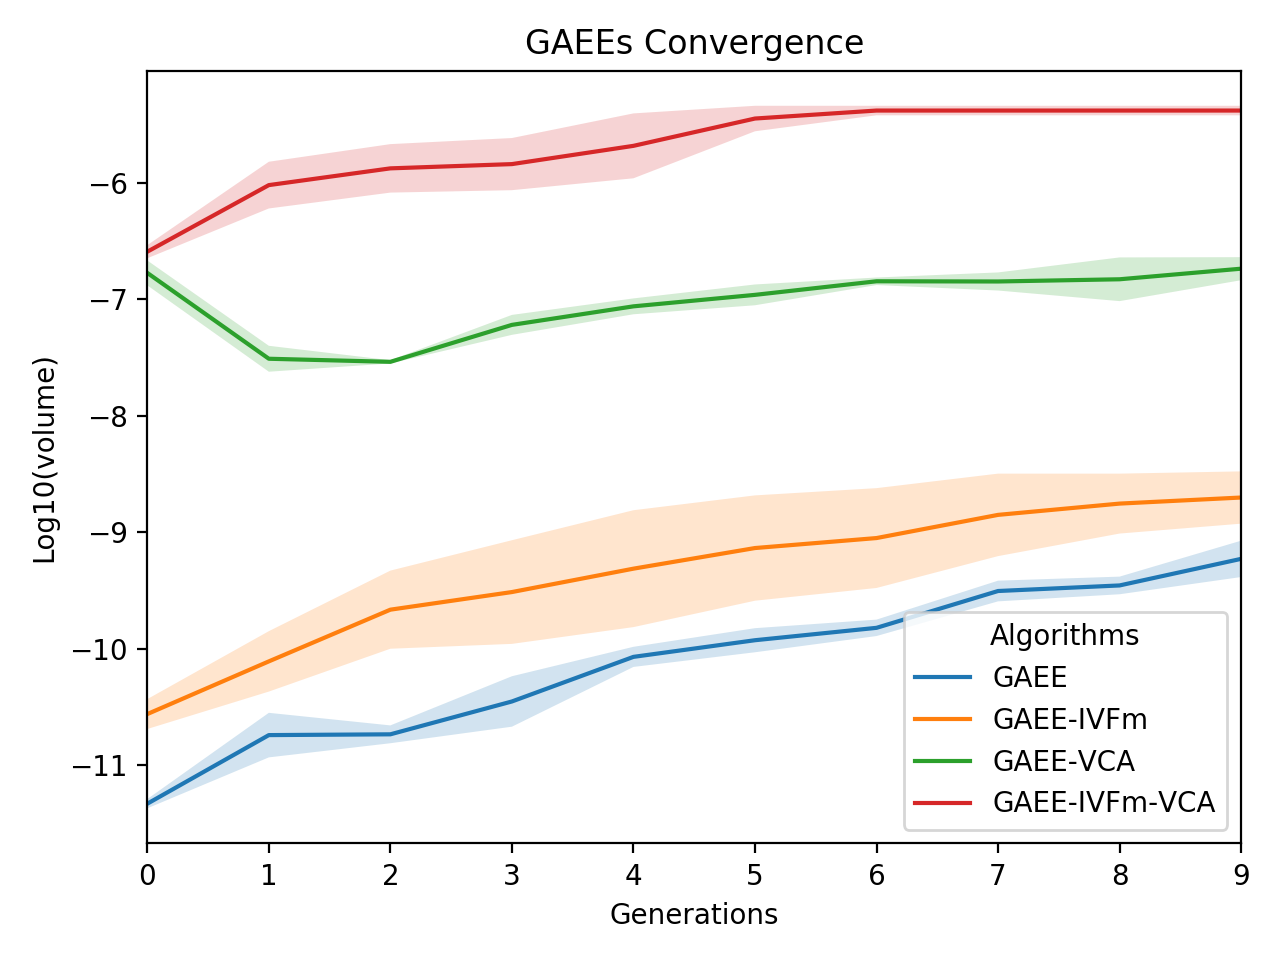 GAEEs Convergence
Log10(volume)
−6
−7
−8
−9
−10
−11
0 1 2 3 4 5 6 7 8 9
Generations
Algorithms
GAEE
GAEE-IVFm
GAEE-VCA
GAEE-IVFm-VCA